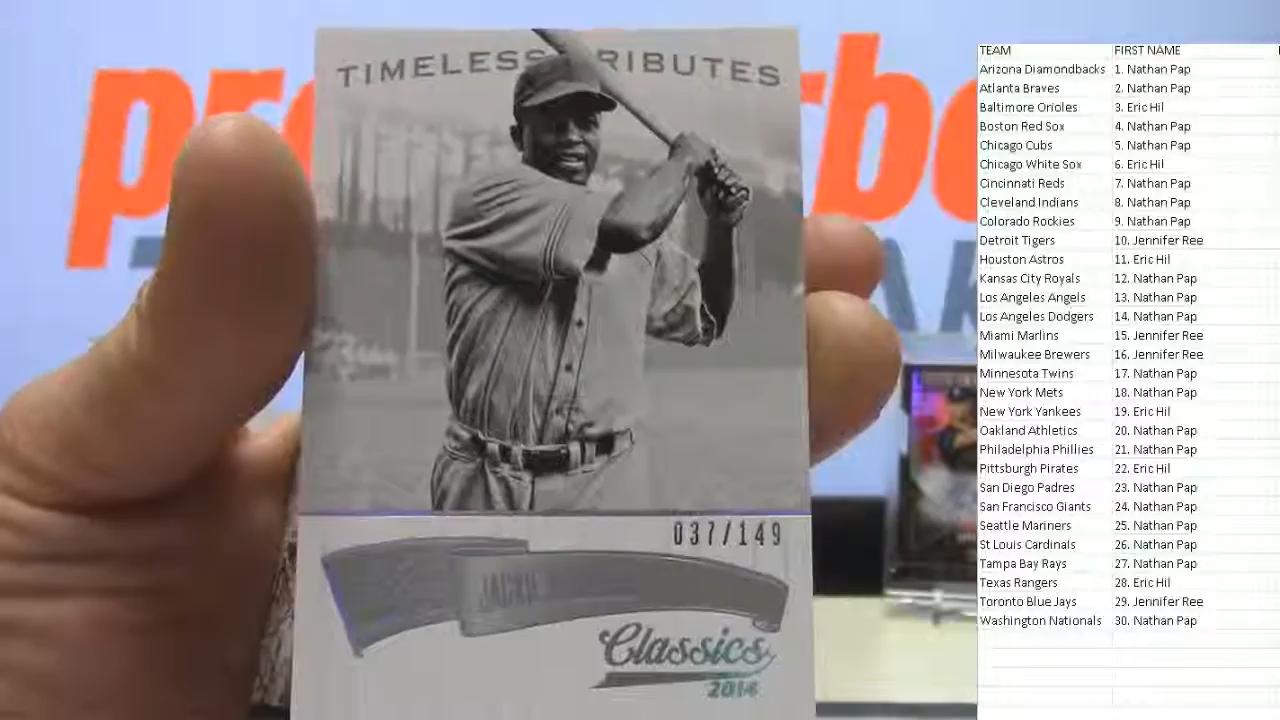 TIMELESS TRIBUTES
037/149
JACKIE
Classics
2016
TEAM FIRST NAME
Arizona Diamondbacks 1. Nathan Pap
Atlanta Braves 2. Nathan Pap
Baltimore Orioles 3. Eric Hil
Boston Red Sox 4. Nathan Pap
Chicago Cubs 5. Nathan Pap
Chicago White Sox 6. Eric Hil
Cincinnati Reds 7. Nathan Pap
Cleveland Indians 8. Nathan Pap
Colorado Rockies 9. Nathan Pap
Detroit Tigers 10. Jennifer Ree
Houston Astros 11. Eric Hil
Kansas City Royals 12. Nathan Pap
Los Angeles Angels 13. Nathan Pap
Los Angeles Dodgers 14. Nathan Pap
Miami Marlins 15. Jennifer Ree
Milwaukee Brewers 16. Jennifer Ree
Minnesota Twins 17. Nathan Pap
New York Mets 18. Nathan Pap
New York Yankees 19. Eric Hil
Oakland Athletics 20. Nathan Pap
Philadelphia Phillies 21. Nathan Pap
Pittsburgh Pirates 22. Eric Hil
San Diego Padres 23. Nathan Pap
San Francisco Giants 24. Nathan Pap
Seattle Mariners 25. Nathan Pap
St Louis Cardinals 26. Nathan Pap
Tampa Bay Rays 27. Nathan Pap
Texas Rangers 28. Eric Hil
Toronto Blue Jays 29. Jennifer Ree
Washington Nationals 30. Nathan Pap